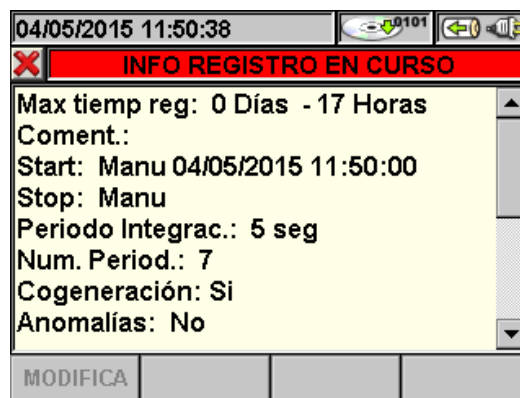 04/05/2015 11:50:38 0101
INFO REGISTRO EN CURSO
Max tiemp reg: 0 Días - 17 Horas
Coment.:
Start: Manu 04/05/2015 11:50:00
Stop: Manu
Periodo Integrac.: 5 seg
Num. Period.: 7
Cogeneración: Si
Anomalías: No
MODIFICA